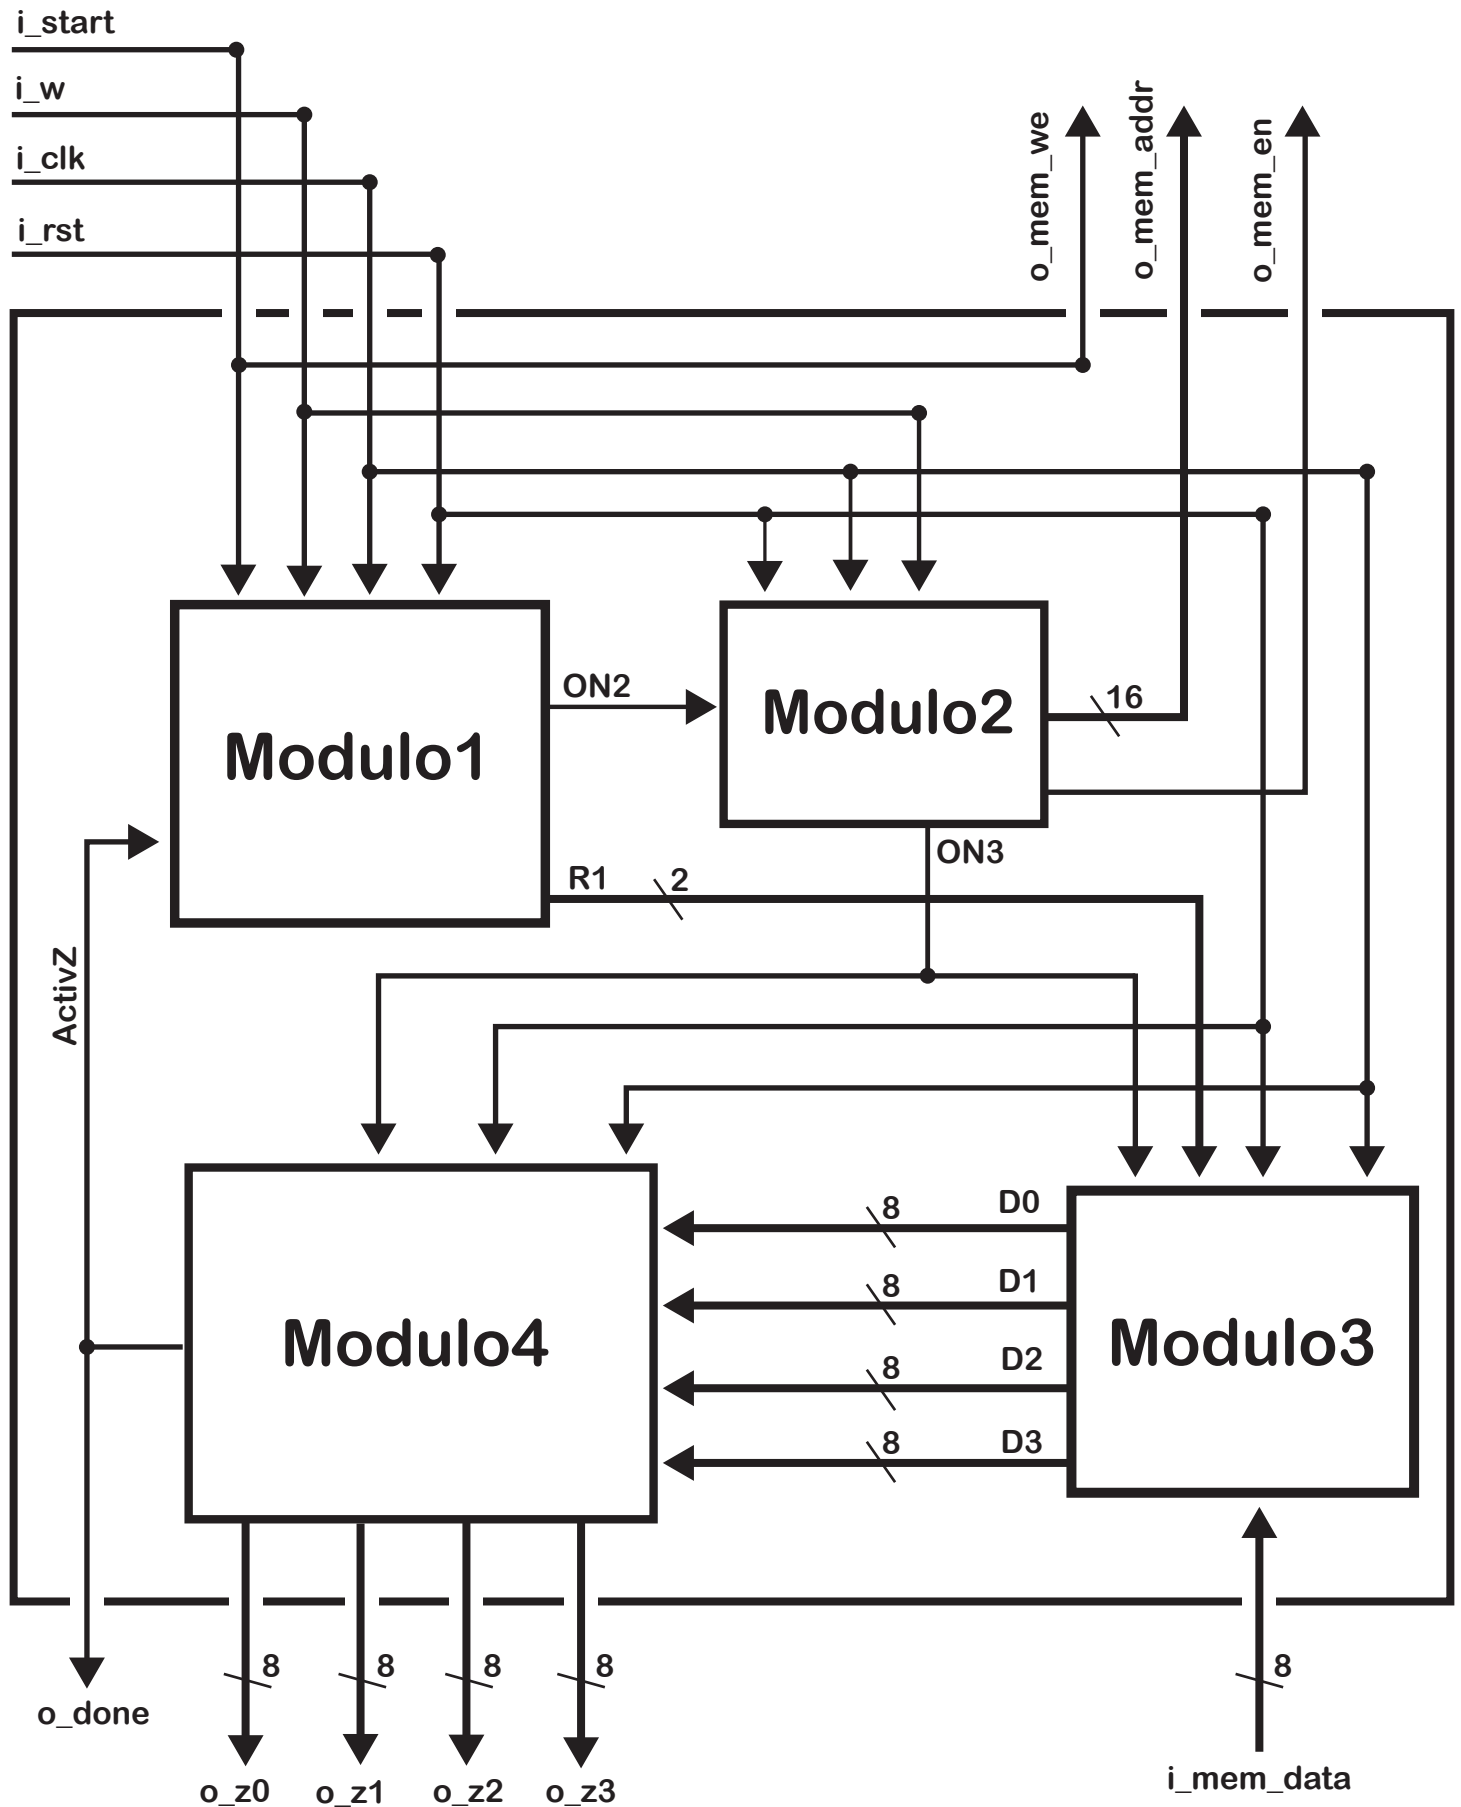 i_start
i_w
i_clk
i_rst
o_mem_we
o_mem_addr
o_mem_en
ON2
Modulo1
Modulo2
16
ON3
R1
2
ActivZ
D0
8
D1
8
Modulo4
Modulo3
D2
8
D3
8
8
8
8
8
8
o_done
o_z0
o_z1
o_z2
o_z3
i_mem_data